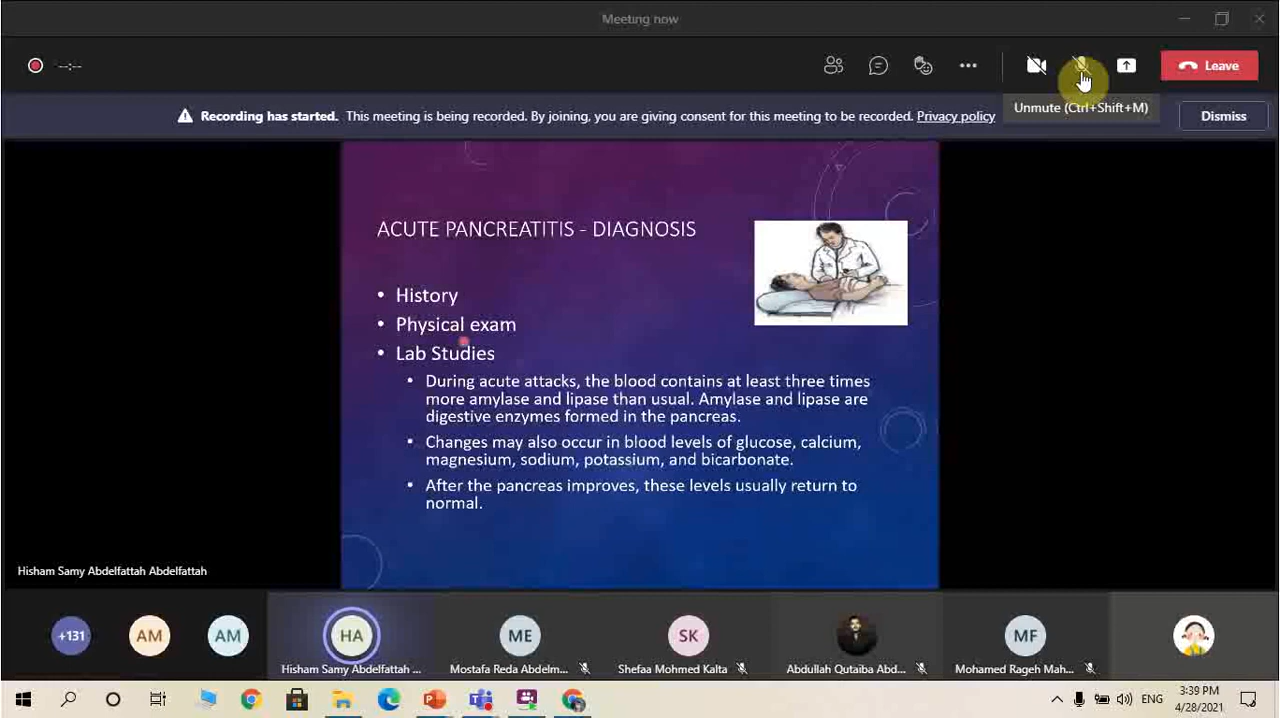 Meeting now
--:--
Leave
Recording has started. This meeting is being recorded. By joining, you are giving consent for this meeting to be recorded. Privacy policy
Unmute (Ctrl+Shift+M)
Dismiss
ACUTE PANCREATITIS - DIAGNOSIS
• History
• Physical exam
• Lab Studies
• During acute attacks, the blood contains at least three times
more amylase and lipase than usual. Amylase and lipase are
digestive enzymes formed in the pancreas.
• Changes may also occur in blood levels of glucose, calcium,
magnesium, sodium, potassium, and bicarbonate.
• After the pancreas improves, these levels usually return to
normal.
Hisham Samy Abdelfattah Abdelfattah
+131
AM
AM
HA
ME
SK
MF
Hisham Samy Abdelfattah ...
Mostafa Reda Abdelm...
Shefaa Mohmed Kalta
Abdullah Qutaiba Abd...
Mohamed Rageh Mah...
ENG
3:39 PM
4/28/2021